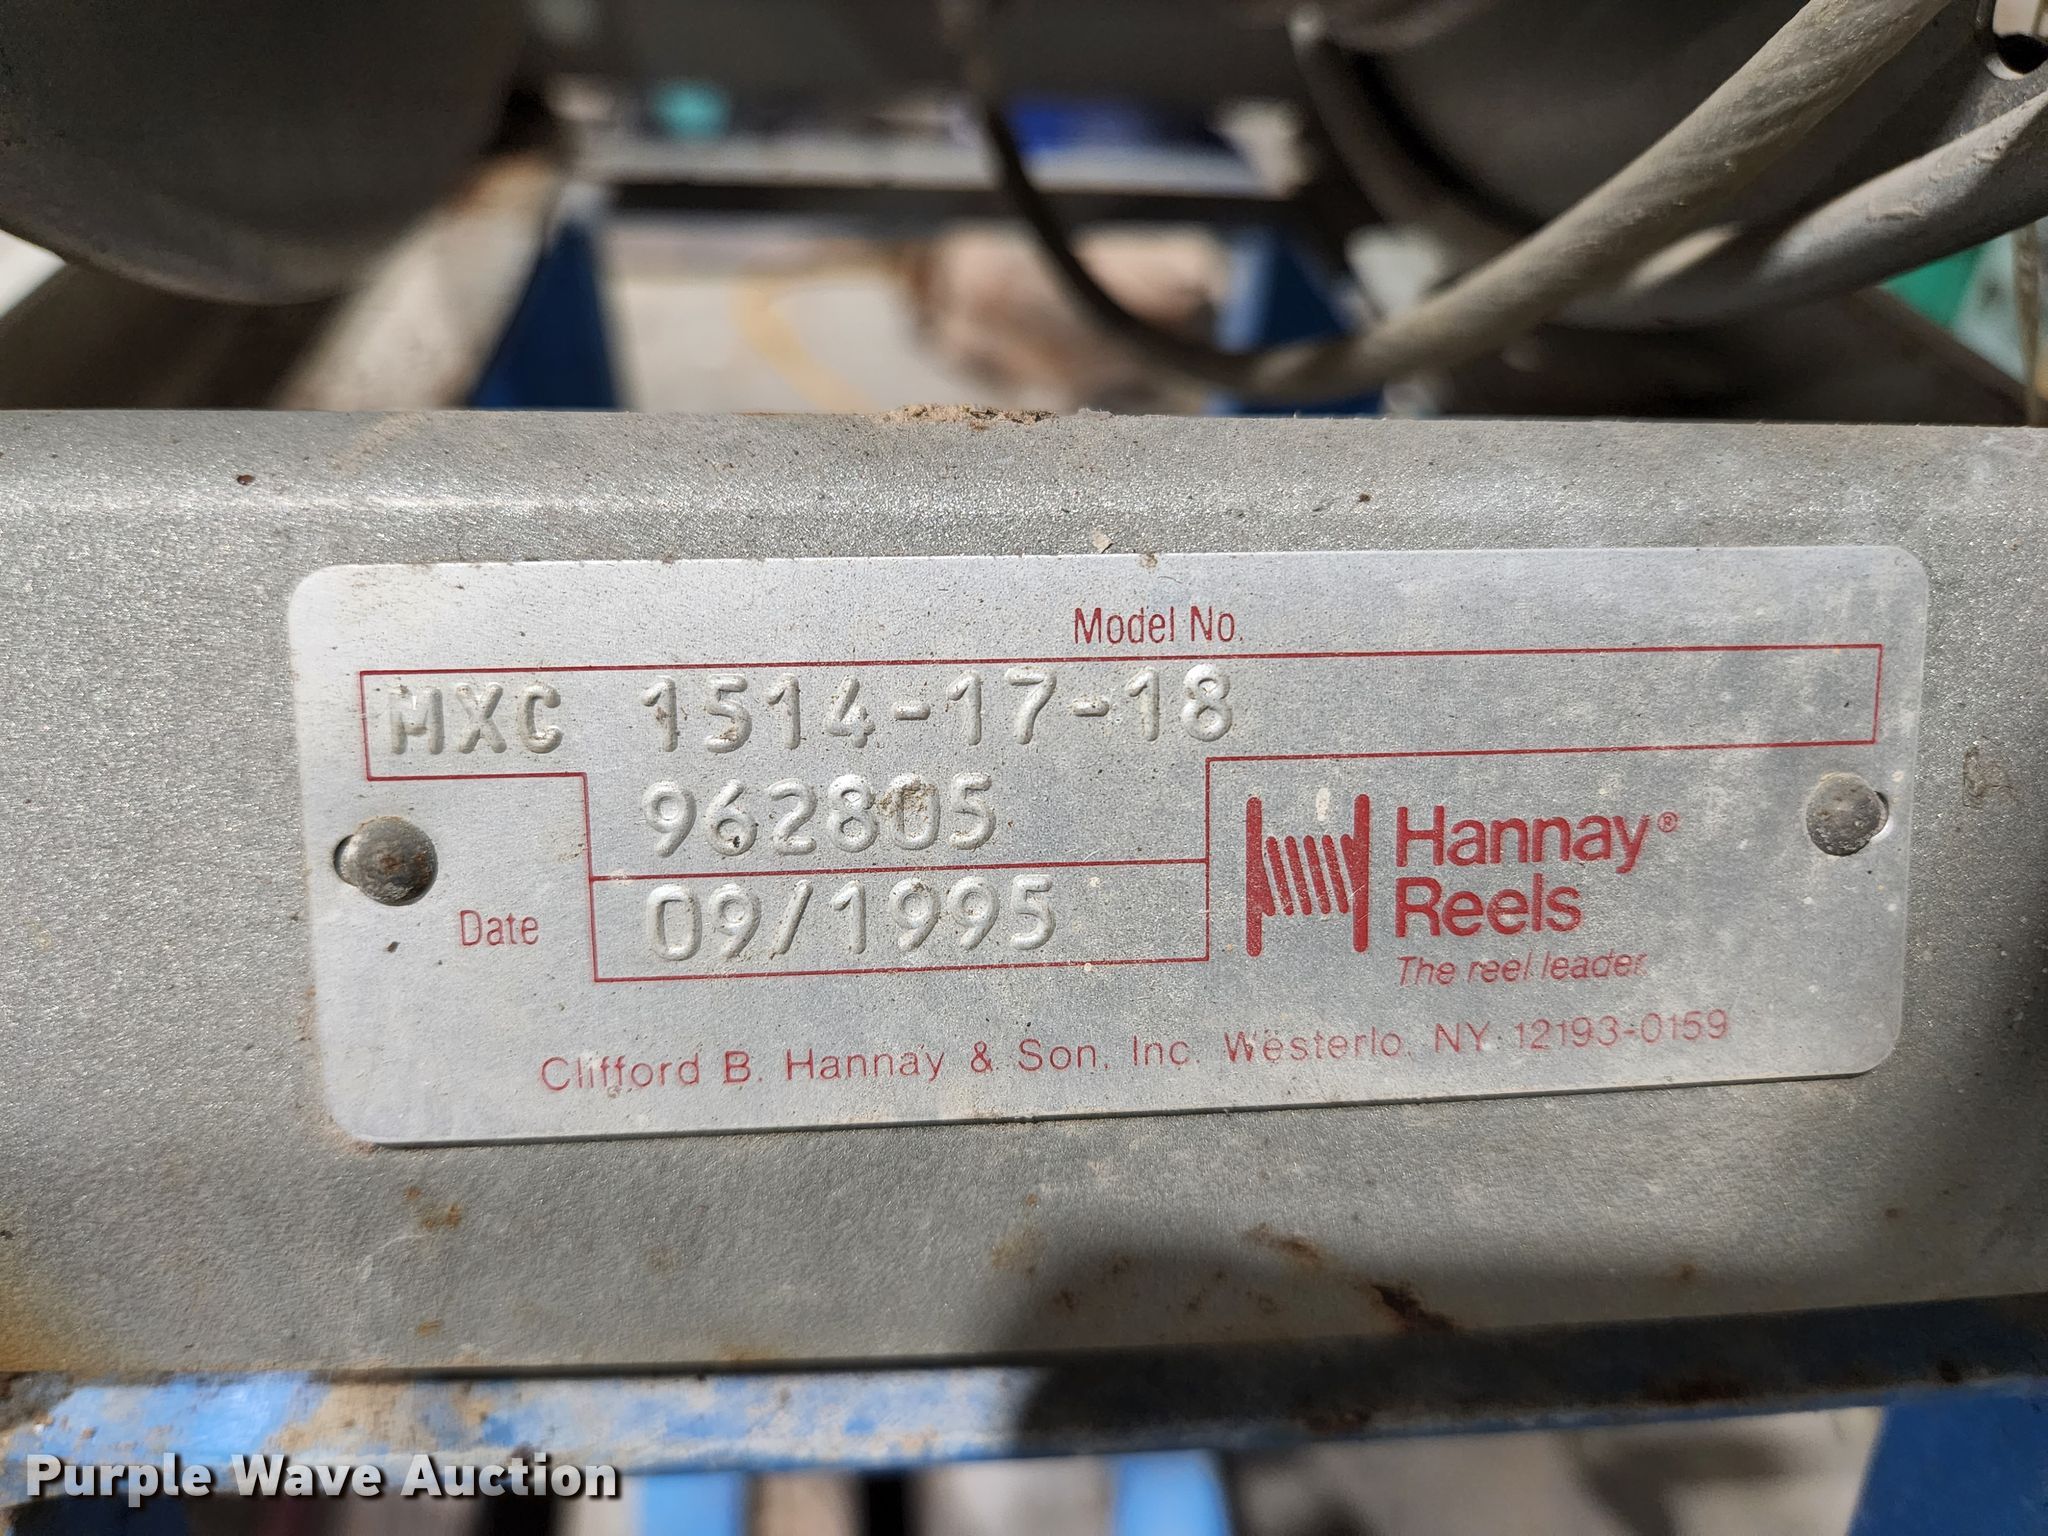 Model No.
MXC 1514-17-18
962805
Date 09/1995
Hannay®
Reels
The reel leader.
Clifford B. Hannay & Son, Inc. Westerlo, NY 12193-0159
Purple Wave Auction